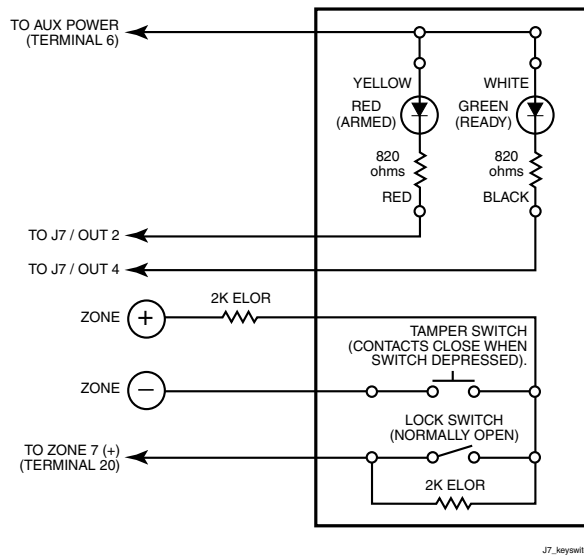 TO AUX POWER
(TERMINAL 6)
YELLOW
WHITE
RED
(ARMED)
GREEN
(READY)
820
ohms
820
ohms
RED
BLACK
TO J7 / OUT 2
TO J7 / OUT 4
2K ELOR
ZONE
+
TAMPER SWITCH
(CONTACTS CLOSE WHEN
SWITCH DEPRESSED).
ZONE
−
LOCK SWITCH
(NORMALLY OPEN)
TO ZONE 7 (+)
(TERMINAL 20)
2K ELOR
J7_keyswit